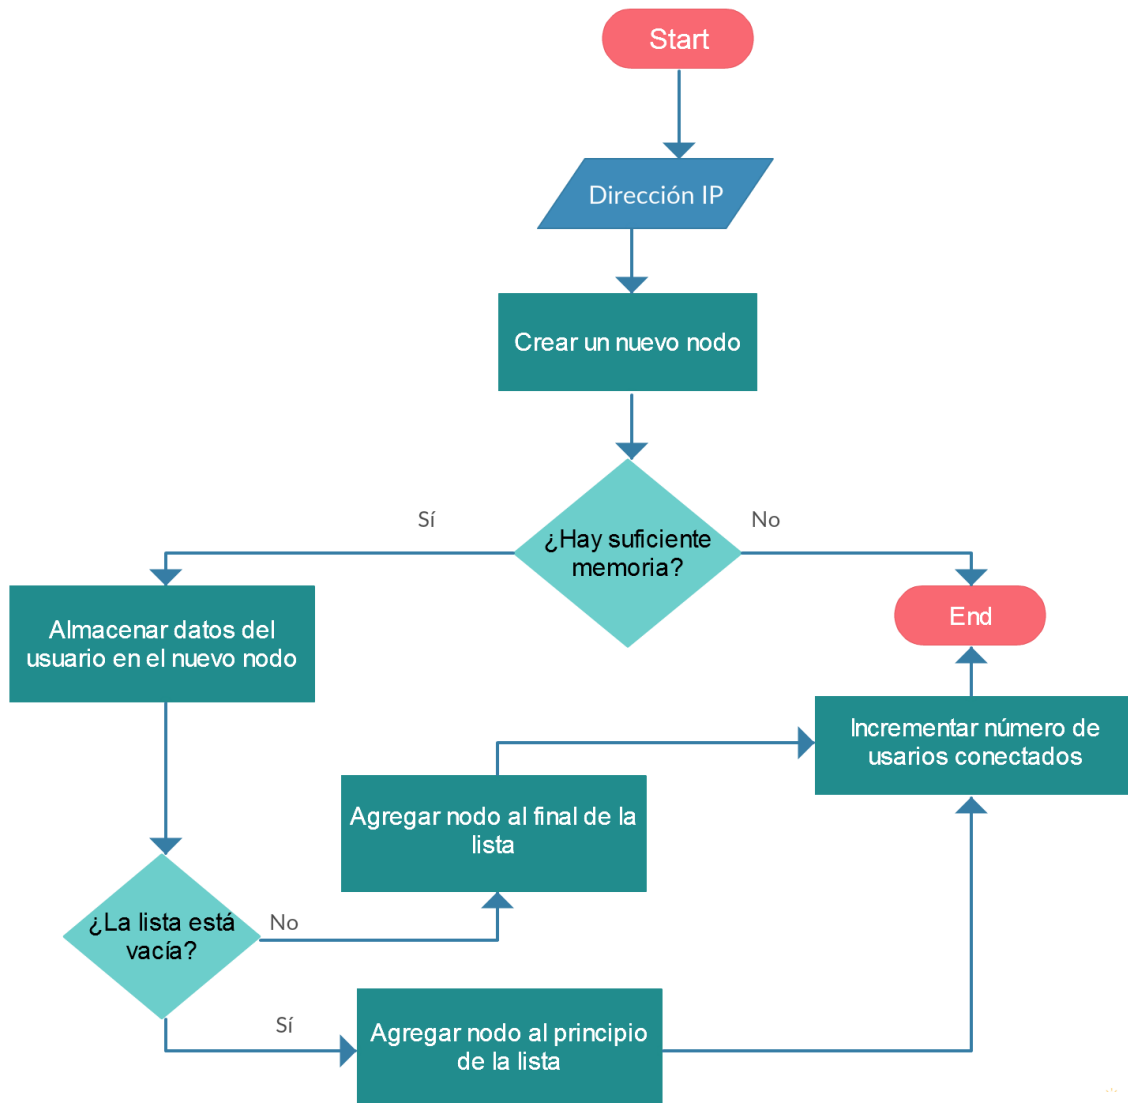 Start
Dirección IP
Crear un nuevo nodo
¿Hay suficiente
memoria?
Sí
No
End
Almacenar datos del
usuario en el nuevo nodo
Incrementar número de
usarios conectados
Agregar nodo al final de la
lista
¿La lista está
vacía?
No
Sí
Agregar nodo al principio
de la lista